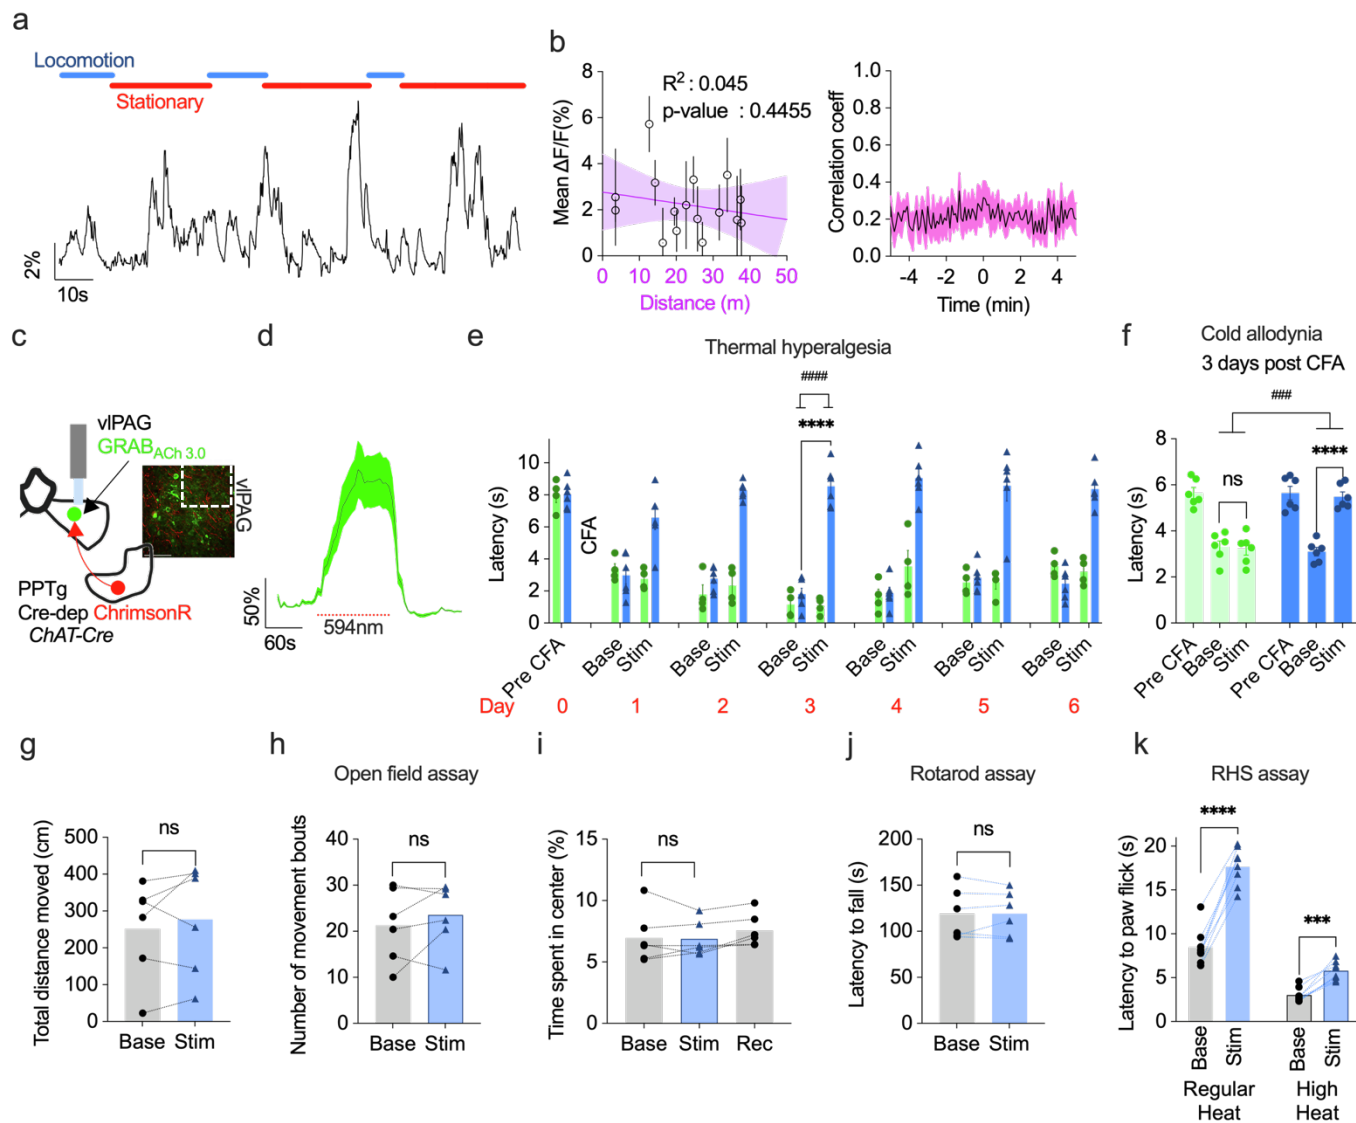 a
Locomotion
Stationary
2%
10s
b
8
6
4
2
0
Mean ΔF/F(%)
R2 : 0.045
p-value : 0.4455
0 10 20 30 40 50
Distance (m)
1.0
0.8
0.6
0.4
0.2
0.0
Correlation coeff
-4 -2 0 2 4
Time (min)
c
vlPAG
GRABACh 3.0
vlPAG
PPTg
Cre-dep ChrimsonR
ChAT-Cre
d
50%
60s
594nm
e
Thermal hyperalgesia
####
****
10
8
6
4
2
0
Latency (s)
CFA
Pre CFA
Base
Stim
Base
Stim
Base
Stim
Base
Stim
Base
Stim
Base
Stim
Day 0 1 2 3 4 5 6
f
Cold allodynia
3 days post CFA
###
****
ns
8
6
4
2
0
Latency (s)
Pre CFA
Base
Stim
Pre CFA
Base
Stim
g
ns
500
400
300
200
100
0
Total distance moved (cm)
Base Stim
h
Open field assay
ns
40
30
20
10
0
Number of movement bouts
Base Stim
i
ns
15
10
5
0
Time spent in center (%)
Base Stim Rec
j
Rotarod assay
ns
200
150
100
50
0
Latency to fall (s)
Base Stim
k
RHS assay
****
***
20
15
10
5
0
Latency to paw flick (s)
Base
Stim
Base
Stim
Regular
Heat
High
Heat